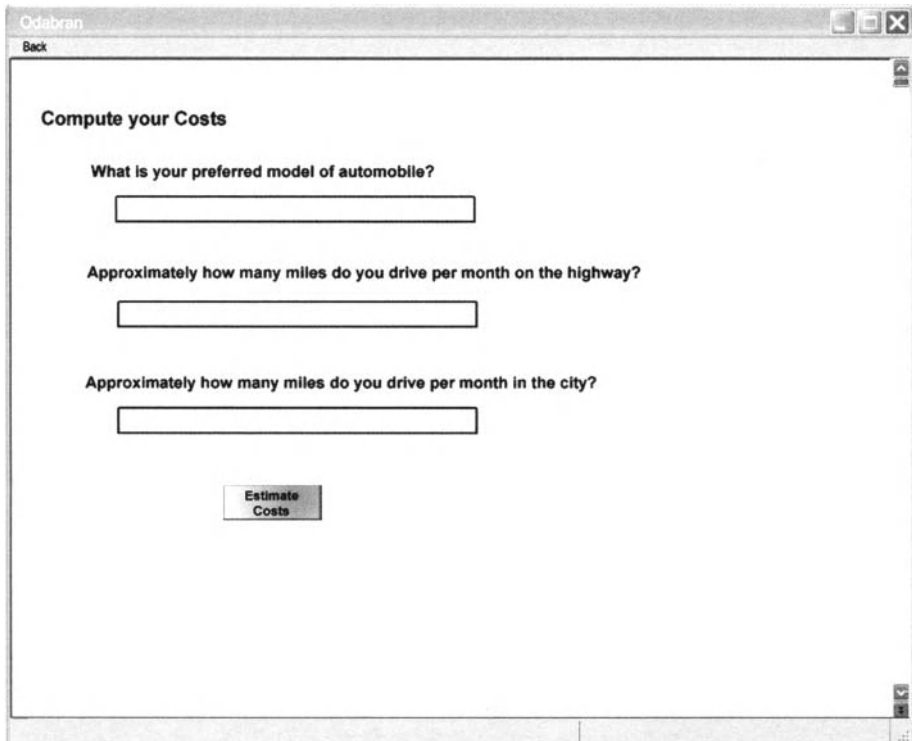 Odabran
Back
Compute your Costs
What is your preferred model of automobile?
Approximately how many miles do you drive per month on the highway?
Approximately how many miles do you drive per month in the city?
Estimate
Costs